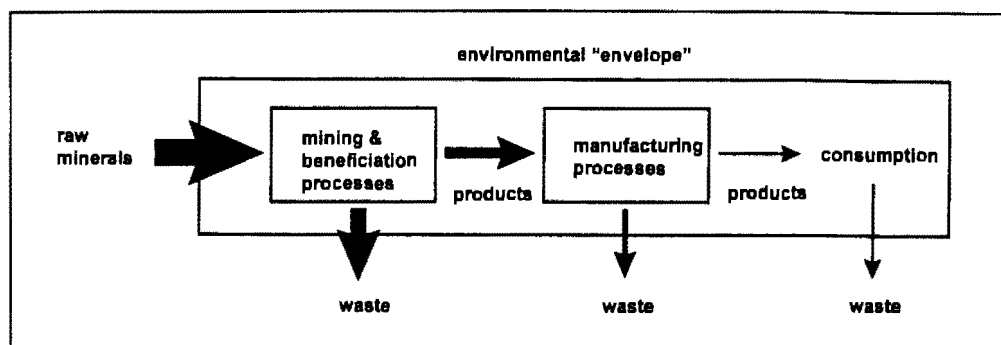 environmental "envelope"
raw
minerals
mining &
beneficiation
processes
products
manufacturing
processes
products
consumption
waste
waste
waste